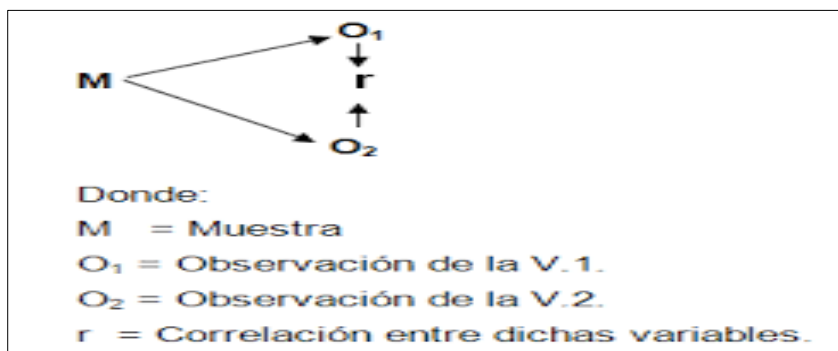 O₁
M r
O₂
Donde:
M = Muestra
O₁ = Observación de la V.1.
O₂ = Observación de la V.2.
r = Correlación entre dichas variables.